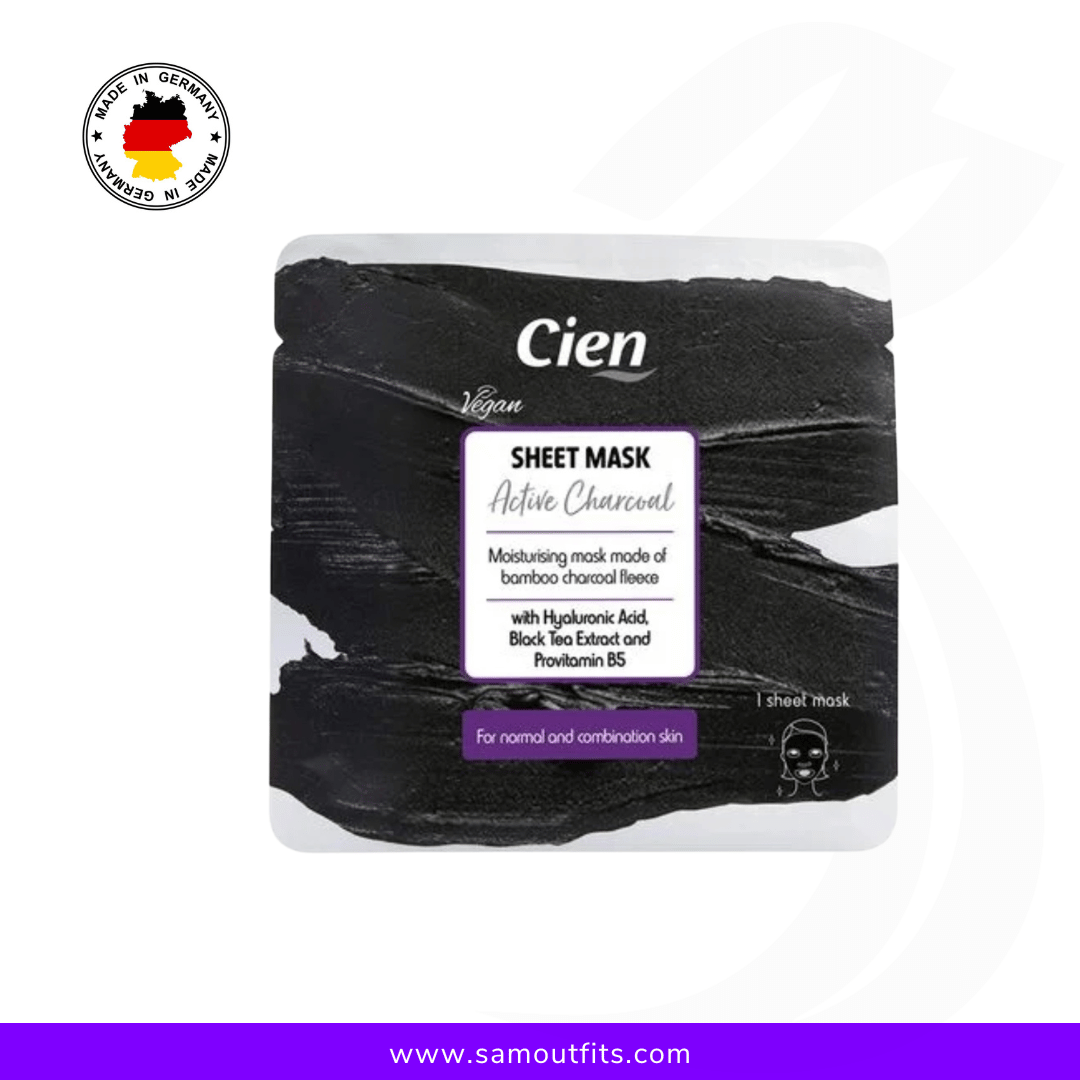 MADE IN GERMANY ★ MADE IN GERMANY ★
Cien
Vegan
SHEET MASK
Active Charcoal
Moisturising mask made of
bamboo charcoal fleece
with Hyaluronic Acid,
Black Tea Extract and
Provitamin B5
1 sheet mask
For normal and combination skin
www.samoutfits.com